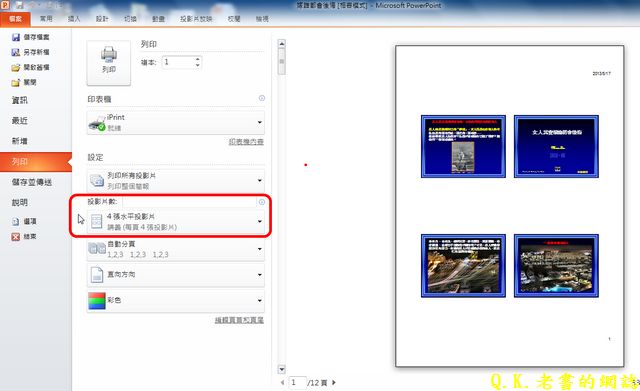 嫁誰都會後悔 [相容模式] - Microsoft PowerPoint
檔案 常用 插入 設計 切換 動畫 投影片放映 校閱 檢視
儲存檔案
另存新檔
開啟舊檔
關閉
資訊
最近
新增
列印
儲存並傳送
說明
選項
結束
列印
列印
複本: 1
印表機
iPrint
就緒
印表機內容
設定
列印所有投影片
列印整個簡報
投影片數:
4 張水平投影片
講義 (每頁 4 張投影片)
自動分頁
1,2,3 1,2,3 1,2,3
直向方向
彩色
編輯頁首和頁尾
2013/5/17
1
1 /12 頁
33
Q.K.老書的網誌